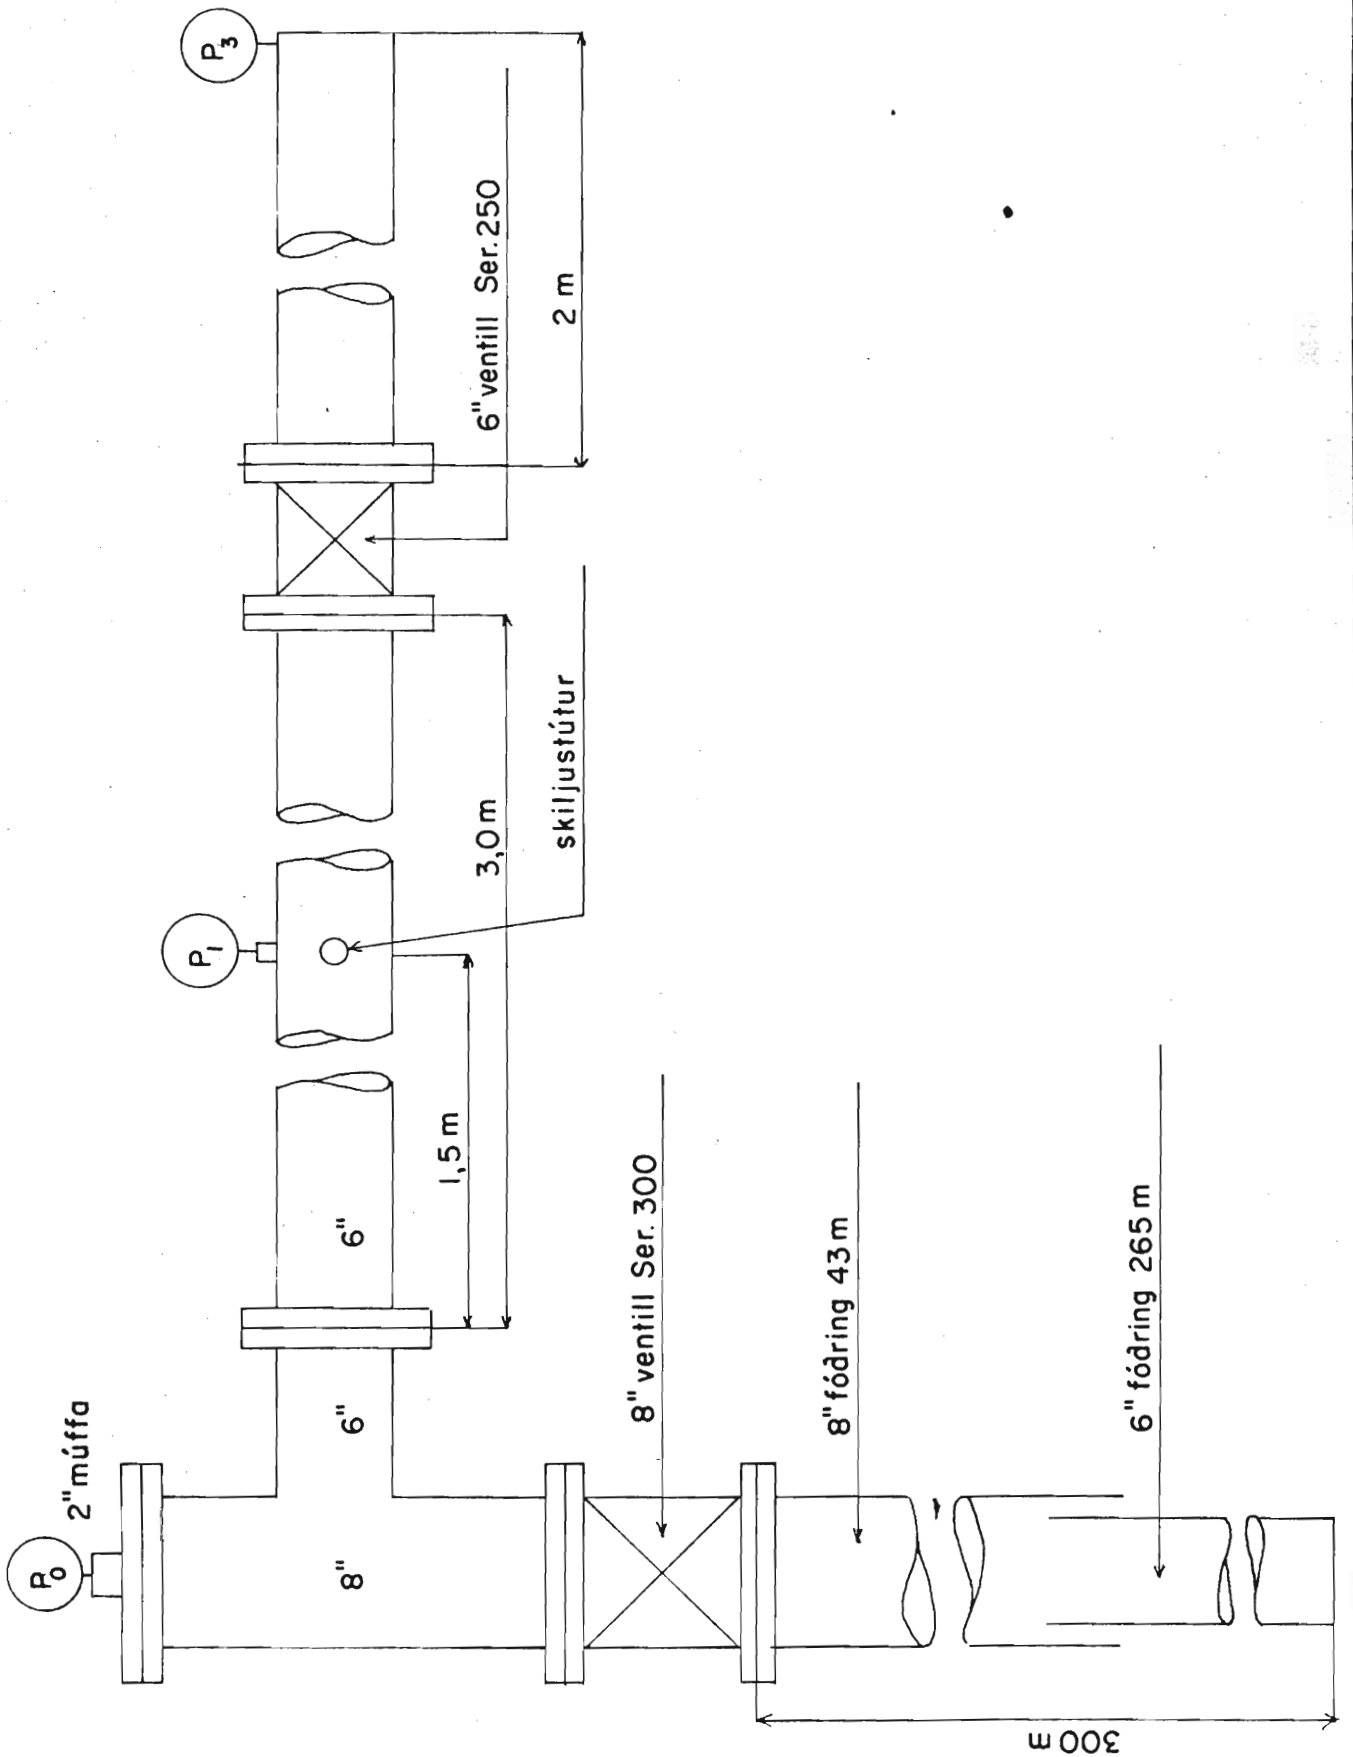 P3
6" ventill Ser. 250
2 m
P1
3,0 m
skiljustútur
1,5 m
6"
6"
2" múffa
P0
8"
8" ventill Ser. 300
8" fóðring 43 m
6" fóðring 265 m
300 m